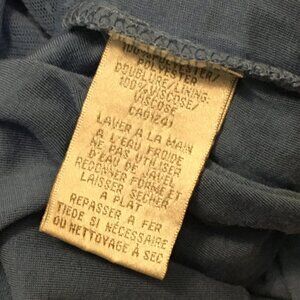 100% POLYESTER/
POLYESTER
DOUBLURE/LINING:
100% VISCOSE/
VISCOSE
CA01201
LAVER A LA MAIN
A L'EAU FROIDE
NE PAS UTILISER
D'EAU DE JAVEL
REDONNER FORME ET
LAISSER SECHER
A PLAT
REPASSER A FER
TIEDE SI NÉCESSAIRE
OU NETTOYAGE À SEC